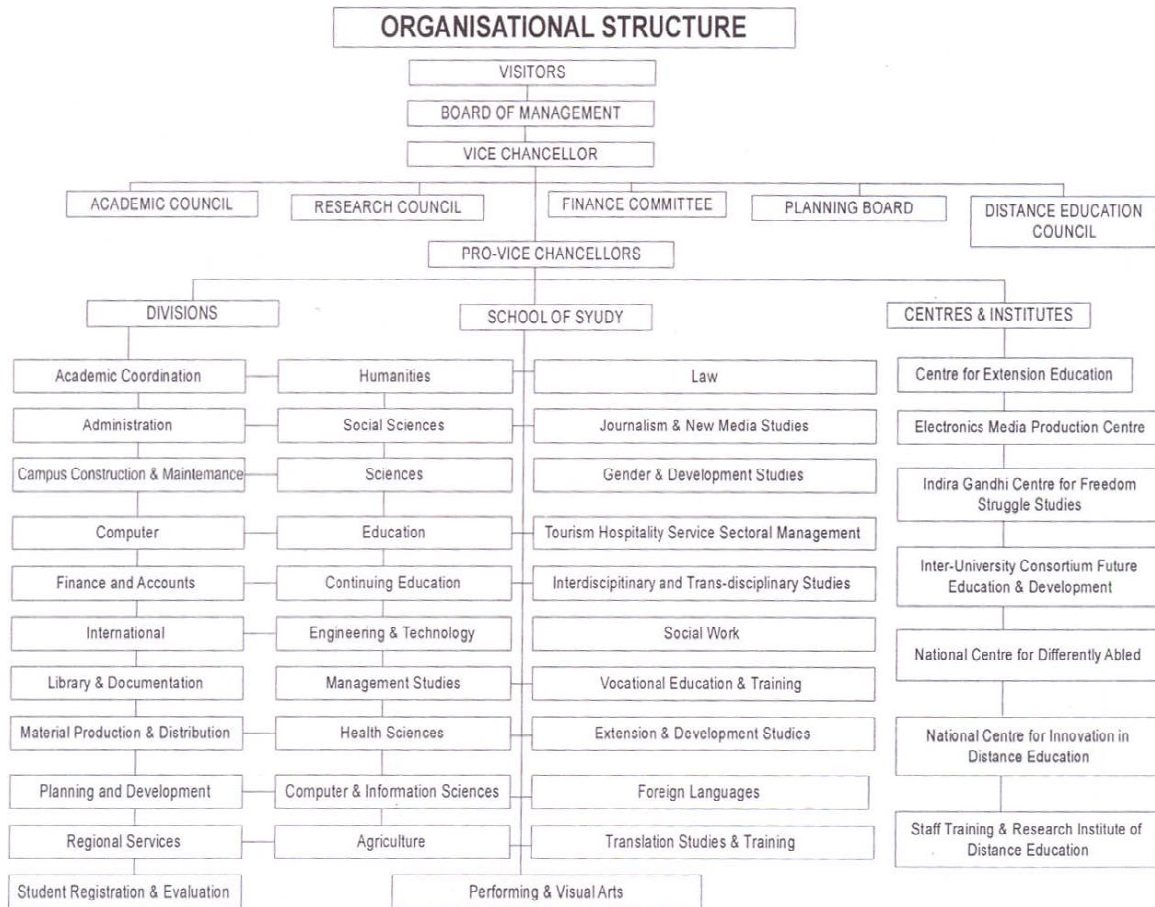 ORGANISATIONAL STRUCTURE
VISITORS
BOARD OF MANAGEMENT
VICE CHANCELLOR
ACADEMIC COUNCIL
RESEARCH COUNCIL
FINANCE COMMITTEE
PLANNING BOARD
DISTANCE EDUCATION
COUNCIL
PRO-VICE CHANCELLORS
DIVISIONS
SCHOOL OF SYUDY
CENTRES & INSTITUTES
Academic Coordination
Humanities
Law
Centre for Extension Education
Administration
Social Sciences
Journalism & New Media Studies
Electronics Media Production Centre
Campus Construction & Maintemance
Sciences
Gender & Development Studies
Indira Gandhi Centre for Freedom
Struggle Studies
Computer
Education
Tourism Hospitality Service Sectoral Management
Inter-University Consortium Future
Education & Development
Finance and Accounts
Continuing Education
Interdiscipitinary and Trans-disciplinary Studies
International
Engineering & Technology
Social Work
National Centre for Differently Abled
Library & Documentation
Management Studies
Vocational Education & Training
Material Production & Distribution
Health Sciences
Extension & Development Studies
National Centre for Innovation in
Distance Education
Planning and Development
Computer & Information Sciences
Foreign Languages
Regional Services
Agriculture
Translation Studies & Training
Staff Training & Research Institute of
Distance Education
Student Registration & Evaluation
Performing & Visual Arts